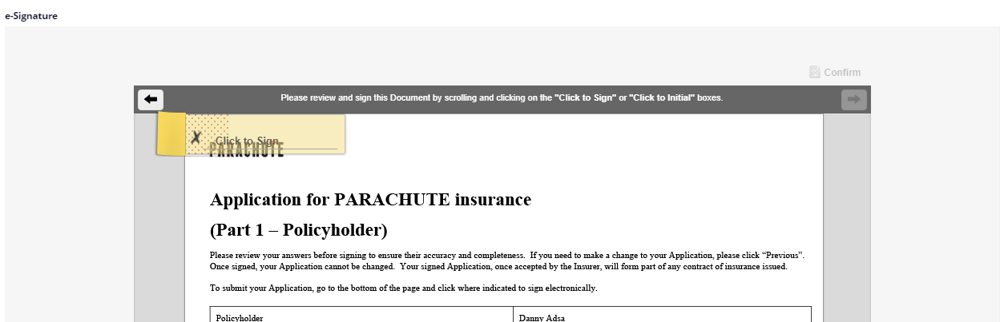 e-Signature
Confirm
Please review and sign this Document by scrolling and clicking on the "Click to Sign" or "Click to Initial" boxes.
X Click to Sign
PARACHUTE
Application for PARACHUTE insurance
(Part 1 – Policyholder)
Please review your answers before signing to ensure their accuracy and completeness.  If you need to make a change to your Application, please click “Previous”.
Once signed, your Application cannot be changed.  Your signed Application, once accepted by the Insurer, will form part of any contract of insurance issued.
To submit your Application, go to the bottom of the page and click where indicated to sign electronically.
Policyholder Danny Adsa